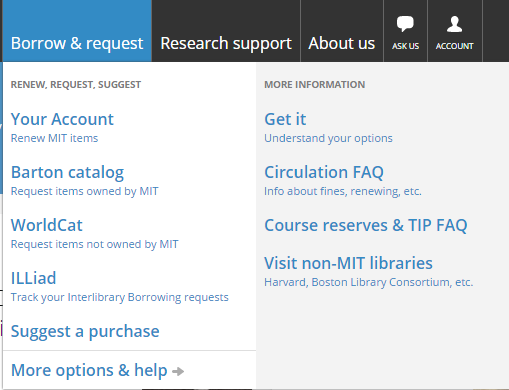 Borrow & request
Research support
About us
ASK US
ACCOUNT
RENEW, REQUEST, SUGGEST
Your Account
Renew MIT items
Barton catalog
Request items owned by MIT
WorldCat
Request items not owned by MIT
ILLiad
Track your Interlibrary Borrowing requests
Suggest a purchase
More options & help
MORE INFORMATION
Get it
Understand your options
Circulation FAQ
Info about fines, renewing, etc.
Course reserves & TIP FAQ
Visit non-MIT libraries
Harvard, Boston Library Consortium, etc.